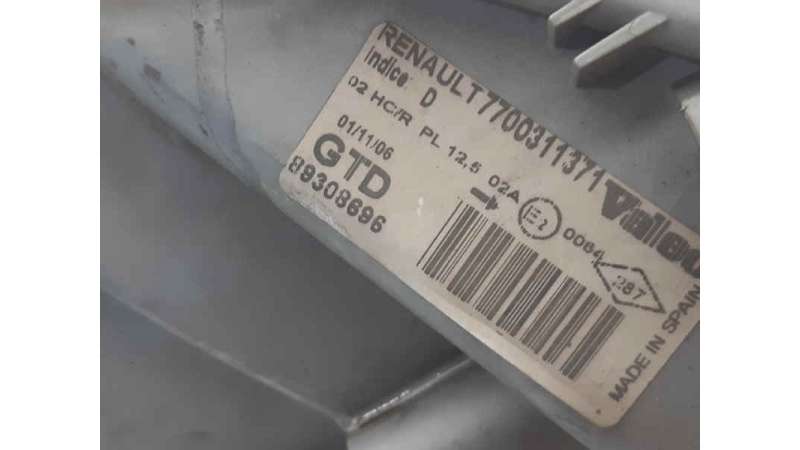 RENAULT 7700311371
Indice: D
02 HC/R PL 12,5 02A E2 0084
01/11/06
GTD
89308696
Valeo
287
MADE IN SPAIN